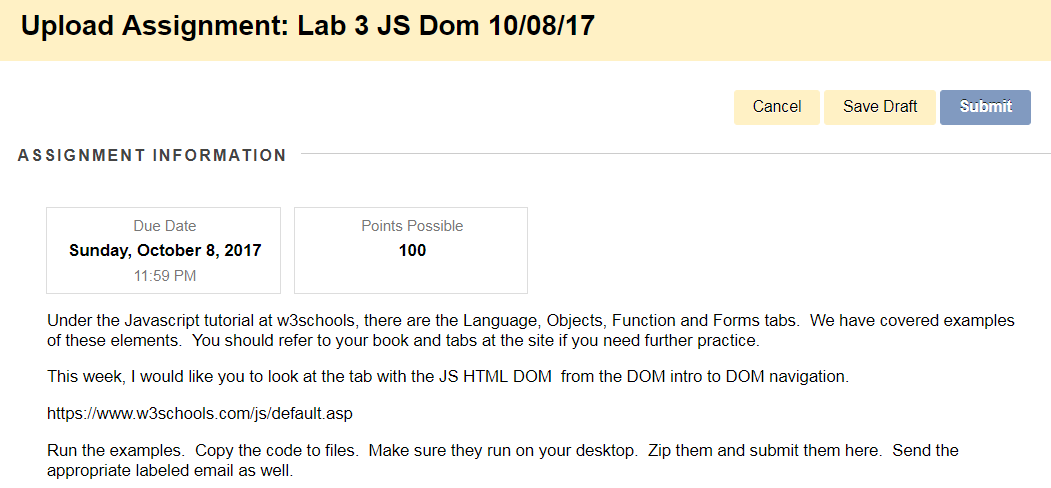 Upload Assignment: Lab 3 JS Dom 10/08/17
Cancel Save Draft Submit
ASSIGNMENT INFORMATION
Due Date Points Possible
Sunday, October 8, 2017 100
11:59 PM
Under the Javascript tutorial at w3schools, there are the Language, Objects, Function and Forms tabs.  We have covered examples
of these elements.  You should refer to your book and tabs at the site if you need further practice.
This week, I would like you to look at the tab with the JS HTML DOM  from the DOM intro to DOM navigation.
https://www.w3schools.com/js/default.asp
Run the examples.  Copy the code to files.  Make sure they run on your desktop.  Zip them and submit them here.  Send the
appropriate labeled email as well.